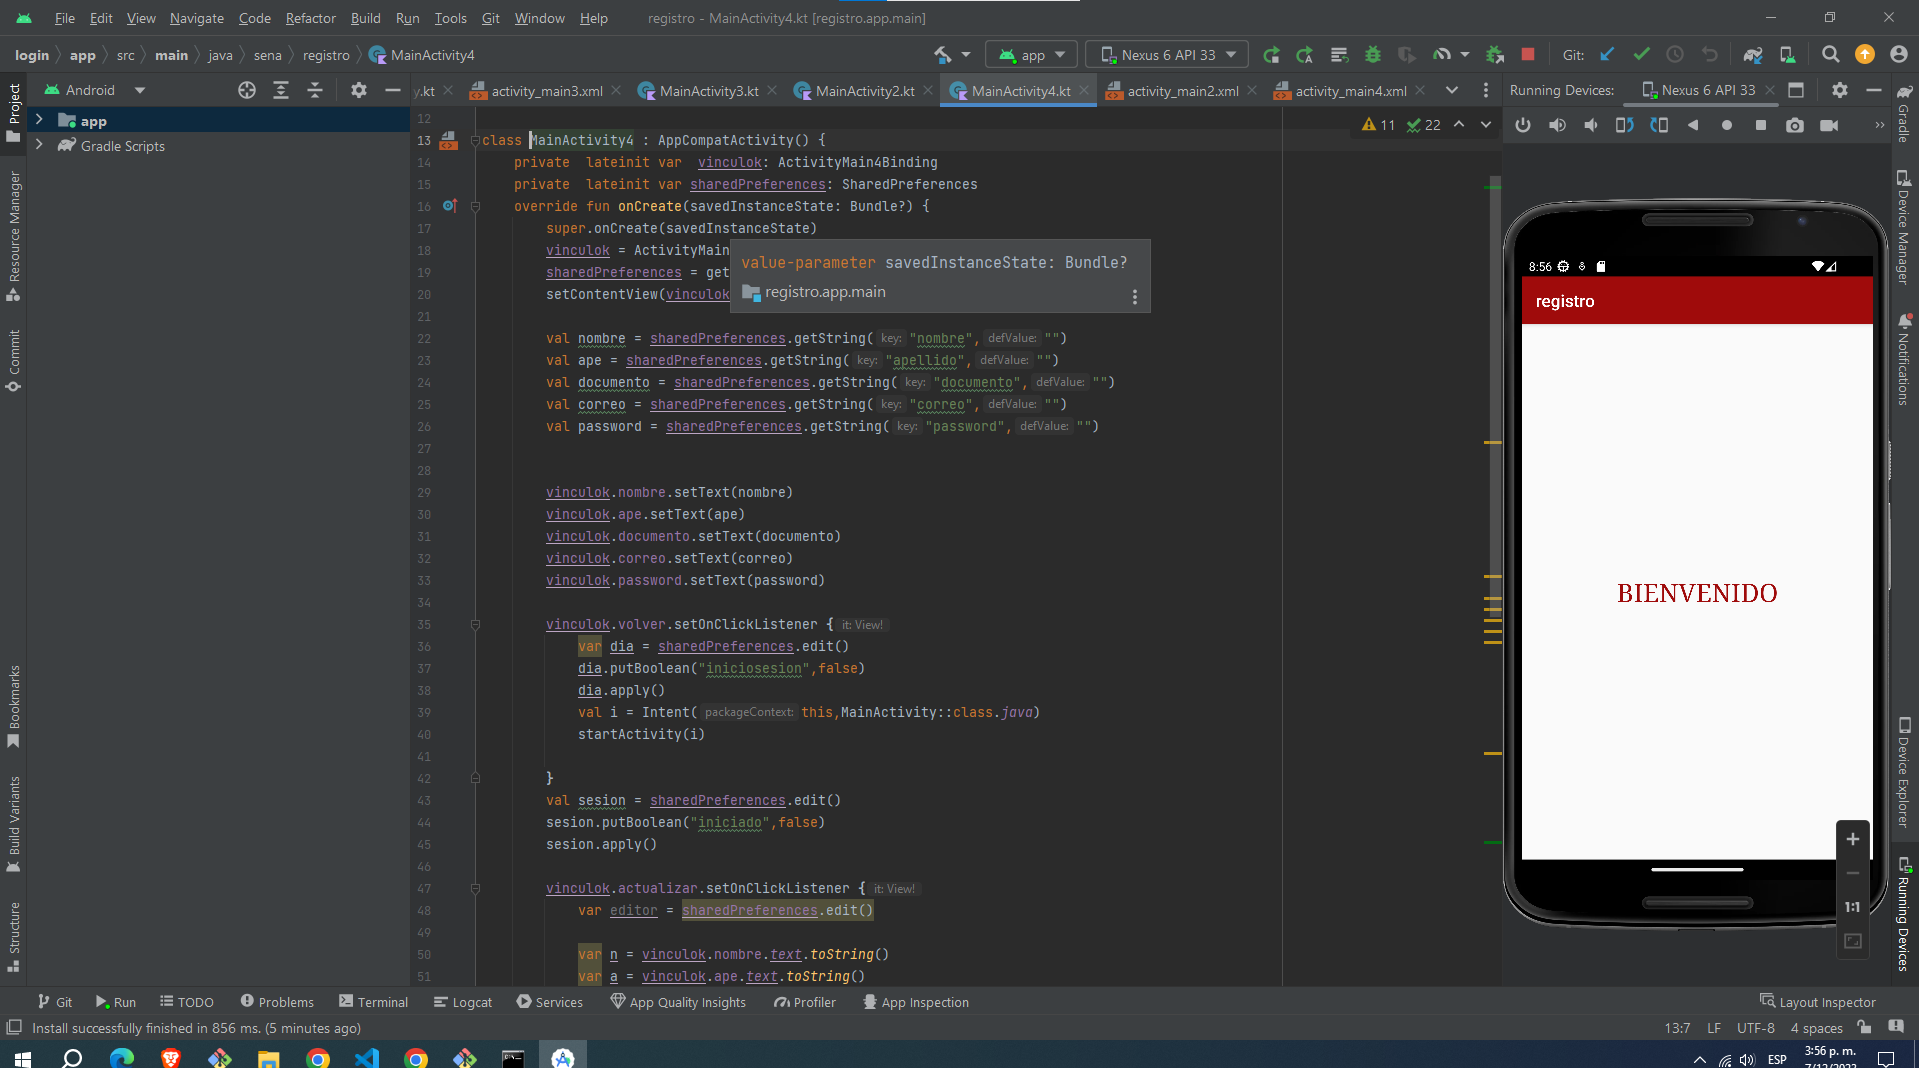 File Edit View Navigate Code Refactor Build Run Tools Git Window Help registro - MainActivity4.kt [registro.app.main]
login app src main java sena registro MainActivity4 app Nexus 6 API 33 Git:
Android y.kt activity_main3.xml MainActivity3.kt MainActivity2.kt MainActivity4.kt activity_main2.xml activity_main4.xml Running Devices: Nexus 6 API 33
Project
Resource Manager
Commit
Bookmarks
Build Variants
Structure
app
Gradle Scripts
11 22
12
13 class MainActivity4 : AppCompatActivity() {
14 private lateinit var vinculok: ActivityMain4Binding
15 private lateinit var sharedPreferences: SharedPreferences
16 override fun onCreate(savedInstanceState: Bundle?) {
17 super.onCreate(savedInstanceState)
18 vinculok = ActivityMain
19 sharedPreferences = get
20 setContentView(vinculok
value-parameter savedInstanceState: Bundle?
registro.app.main
21
22 val nombre = sharedPreferences.getString( key: "nombre", defValue: "")
23 val ape = sharedPreferences.getString( key: "apellido", defValue: "")
24 val documento = sharedPreferences.getString( key: "documento", defValue: "")
25 val correo = sharedPreferences.getString( key: "correo", defValue: "")
26 val password = sharedPreferences.getString( key: "password", defValue: "")
27
28
29 vinculok.nombre.setText(nombre)
30 vinculok.ape.setText(ape)
31 vinculok.documento.setText(documento)
32 vinculok.correo.setText(correo)
33 vinculok.password.setText(password)
34
35 vinculok.volver.setOnClickListener { it: View!
36 var dia = sharedPreferences.edit()
37 dia.putBoolean("iniciosesion",false)
38 dia.apply()
39 val i = Intent( packageContext: this,MainActivity::class.java)
40 startActivity(i)
41
42 }
43 val sesion = sharedPreferences.edit()
44 sesion.putBoolean("iniciado",false)
45 sesion.apply()
46
47 vinculok.actualizar.setOnClickListener { it: View!
48 var editor = sharedPreferences.edit()
49
50 var n = vinculok.nombre.text.toString()
51 var a = vinculok.ape.text.toString()
8:56
registro
BIENVENIDO
1:1
Gradle
Device Manager
Notifications
Device Explorer
Running Devices
Git Run TODO Problems Terminal Logcat Services App Quality Insights Profiler App Inspection Layout Inspector
Install successfully finished in 856 ms. (5 minutes ago) 13:7 LF UTF-8 4 spaces
ESP 3:56 p. m.